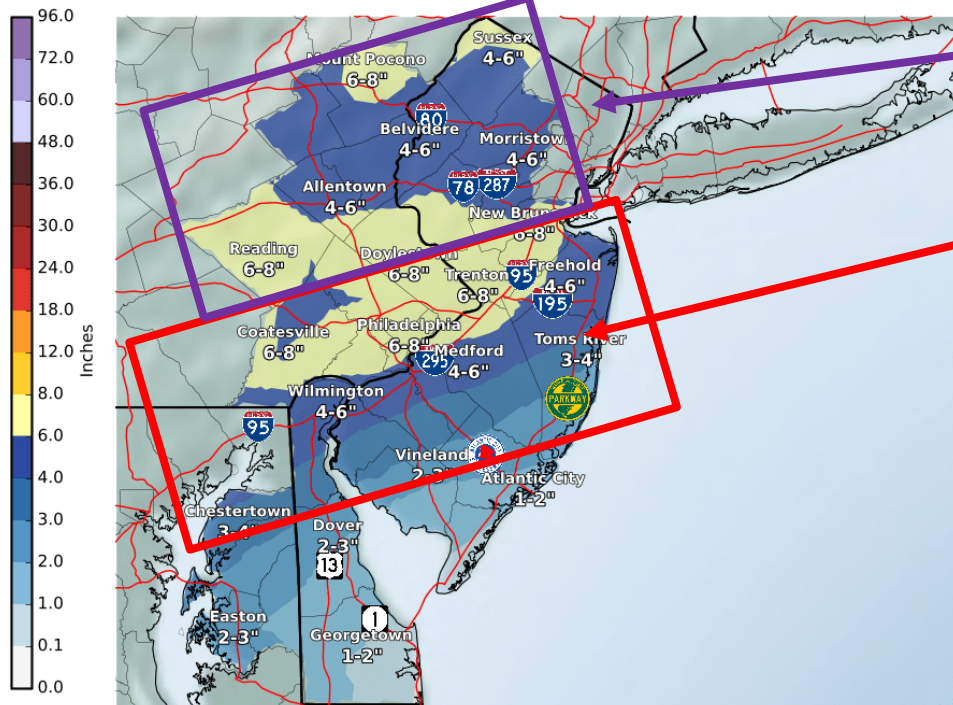 96.0
72.0
60.0
48.0
36.0
30.0
24.0
18.0
12.0
8.0
6.0
4.0
3.0
2.0
1.0
0.1
0.0
Inches
Sussex
4-6"
Mount Pocono
6-8"
80
Belvidere
4-6"
Morristown
4-6"
Allentown
4-6"
78
287
New Brunswick
6-8"
Reading
6-8"
Doylestown
6-8"
Trenton
6-8"
95
Freehold
4-6"
195
Coatesville
6-8"
Philadelphia
6-8"
295
Medford
4-6"
Toms River
3-4"
Wilmington
4-6"
PARKWAY
95
Vineland
2-3"
Atlantic City
1-2"
Chestertown
3-4"
Dover
2-3"
13
Easton
2-3"
1
Georgetown
1-2"